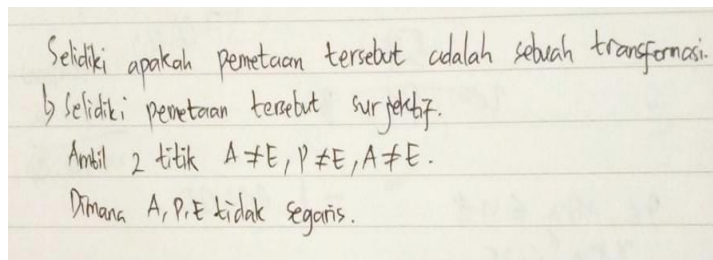 Selidiki apakah pemetaan tersebut adalah sebuah transformasi.
↳ Selidiki pemetaan tersebut surjektif.
Ambil 2 titik A ≠ E, P ≠ E, A ≠ E.
Dimana A, P, E tidak segaris.